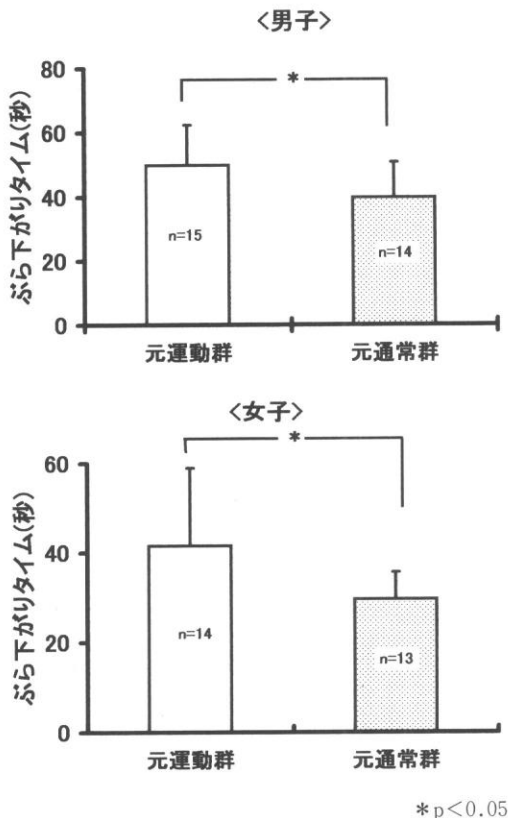 <男子>
*
ぶら下がりタイム(秒)
80
60
40
20
0
n=15
n=14
元運動群
元通常群
<女子>
*
ぶら下がりタイム(秒)
60
40
20
0
n=14
n=13
元運動群
元通常群
*p<0.05